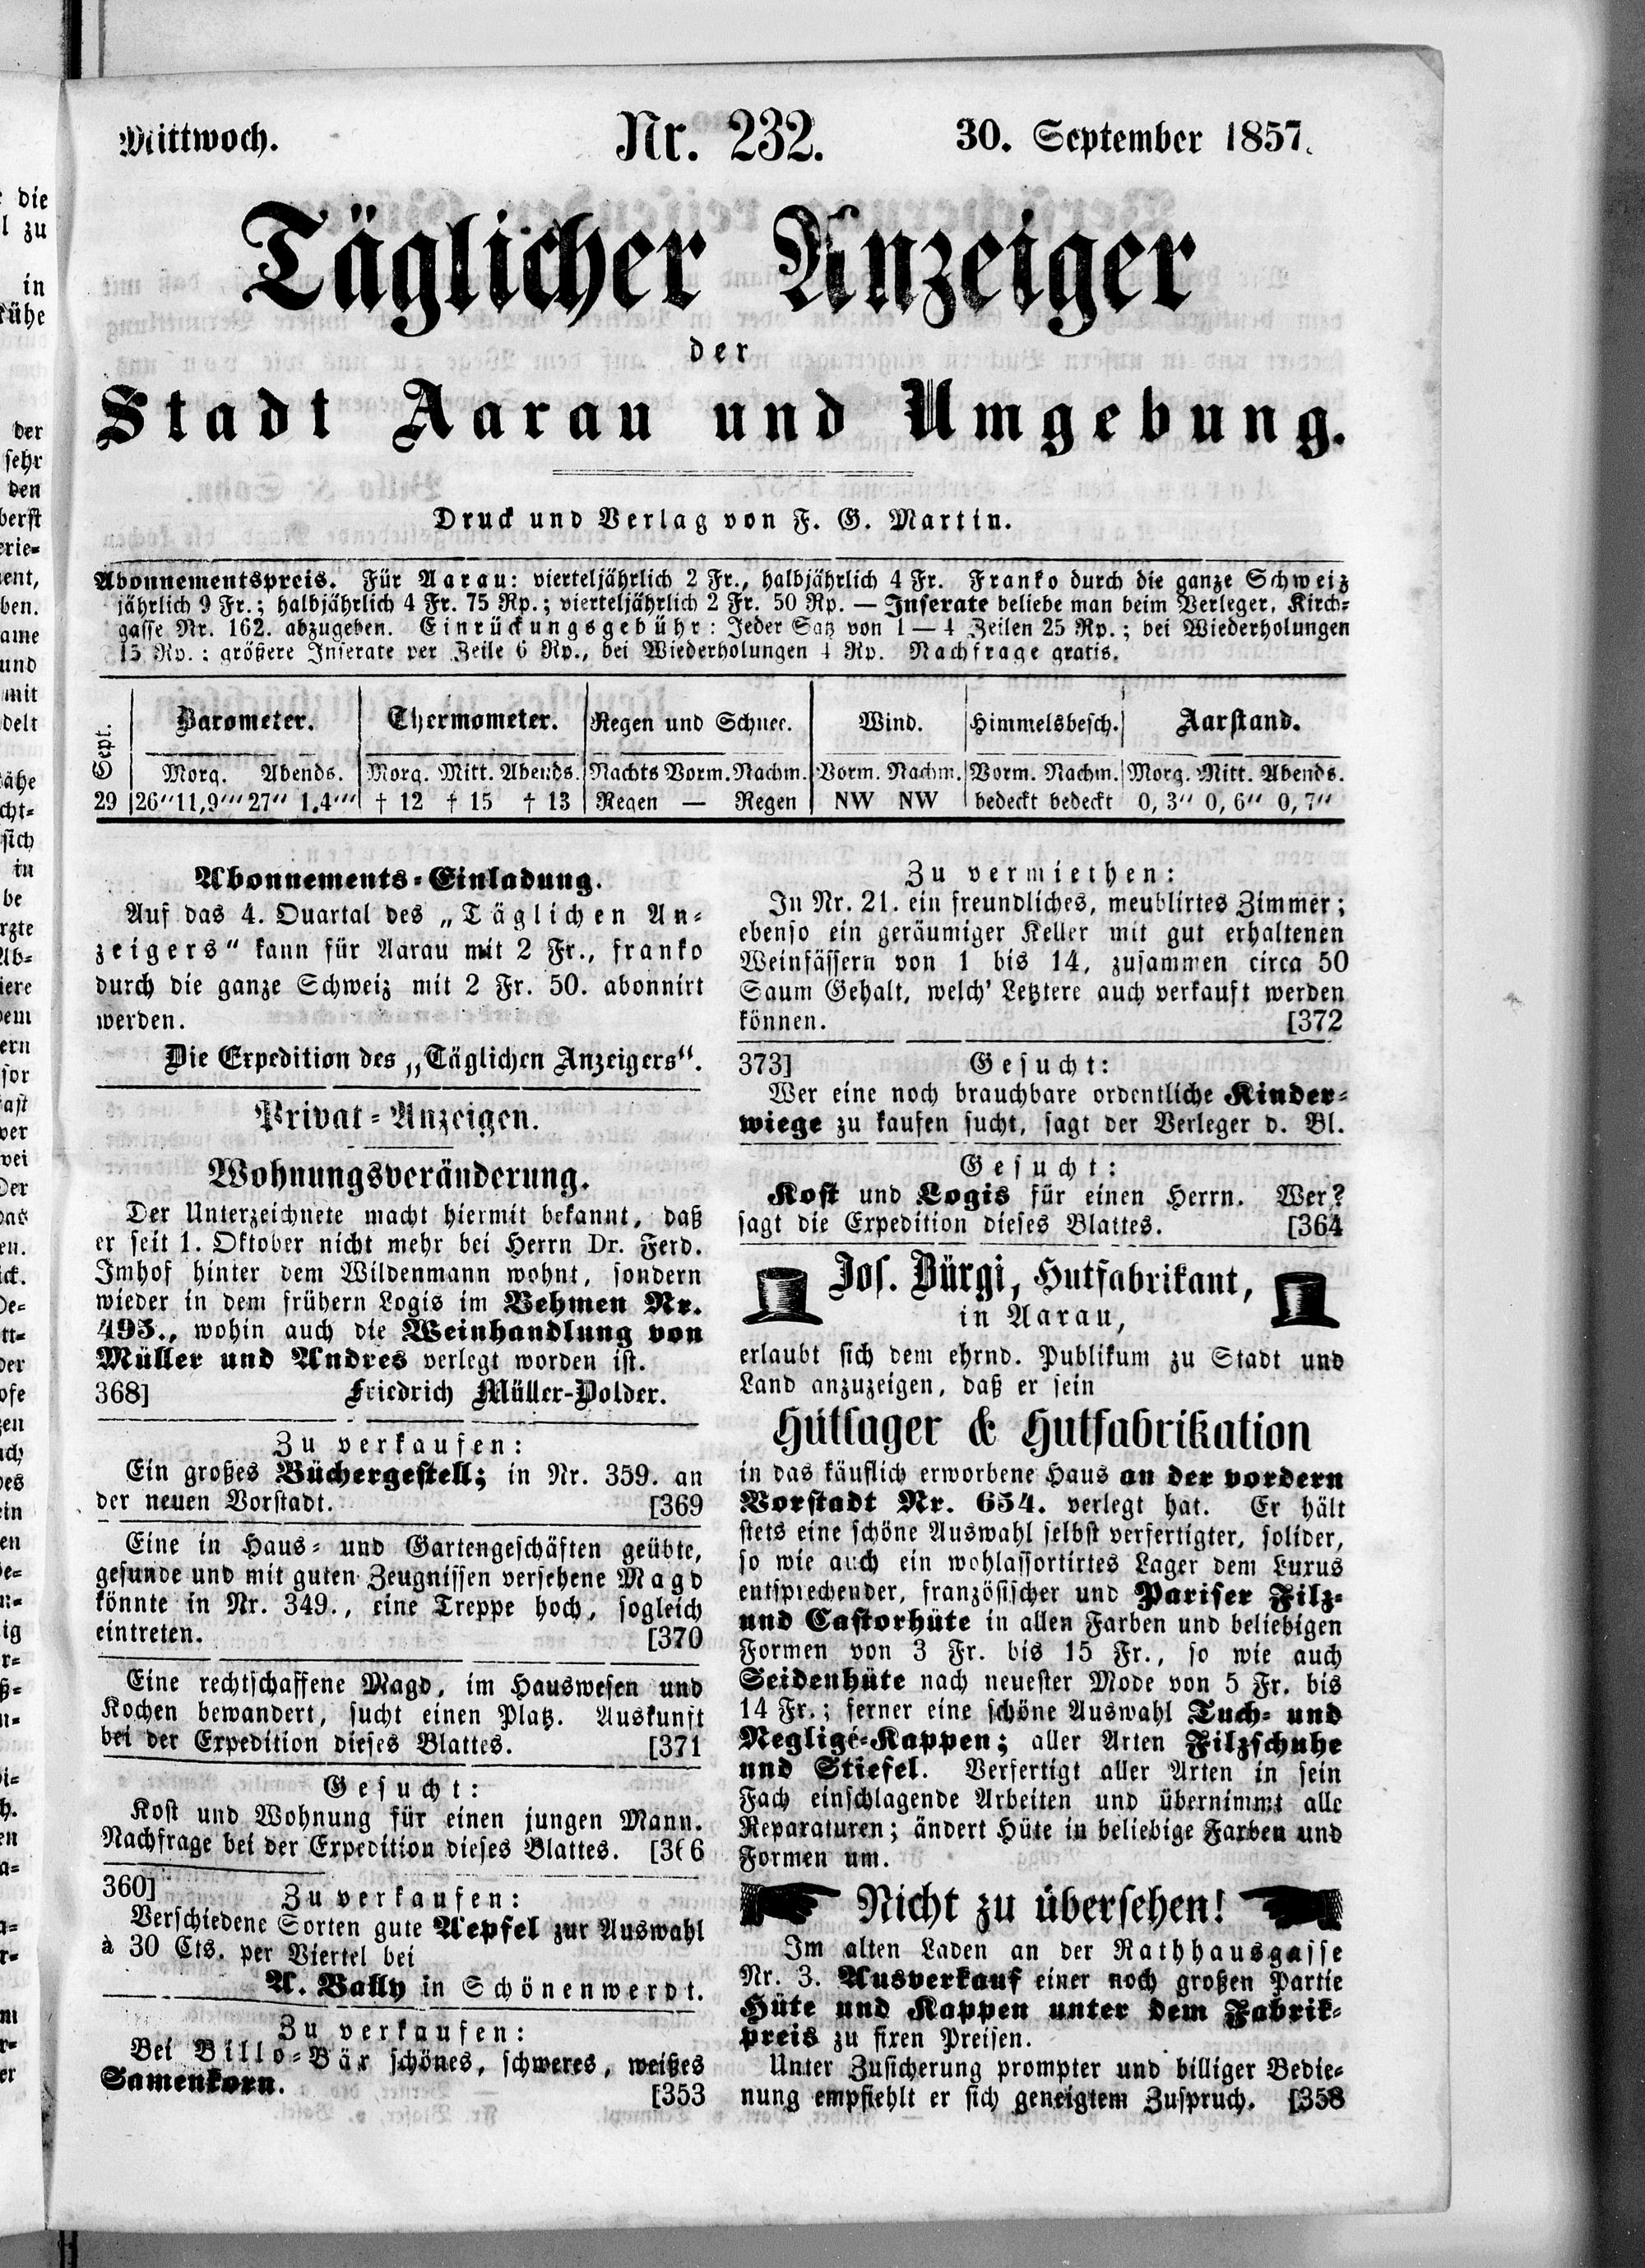 Mittwoch. Nr. 232. 30. September 1857.
Täglicher Anzeiger
der
Stadt Aarau und Umgebung.
Druck und Verlag von F. G. Martin.
Abonnementspreis. Für Aarau: vierteljährlich 2 Fr., halbjährlich 4 Fr. Franko durch die ganze Schweiz
jährlich 9 Fr.; halbjährlich 4 Fr. 75 Rp.; vierteljährlich 2 Fr. 50 Rp. — Inserate beliebe man beim Verleger, Kirch-
gasse Nr. 162. abzugeben. Einrückungsgebühr: Jeder Satz von 1—4 Zeilen 25 Rp.; bei Wiederholungen
15 Rp.: größere Inserate per Zeile 6 Rp., bei Wiederholungen 4 Rp. Nachfrage gratis.
Sept. Barometer. Thermometer. Regen und Schnee. Wind. Himmelsbesch. Aarstand.
Morg. Abends. Morg. Mitt. Abends. Nachts Vorm. Nachm. Vorm. Nachm. Vorm. Nachm. Morg. Mitt. Abends.
29 26" 11,9"' 27" 1,4"' † 12 † 15 † 13 Regen — Regen NW NW bedeckt bedeckt 0, 3" 0, 6" 0, 7"
Abonnements-Einladung.
Auf das 4. Quartal des „Täglichen An-
zeigers“ kann für Aarau mit 2 Fr., franko
durch die ganze Schweiz mit 2 Fr. 50. abonnirt
werden.
Die Expedition des „Täglichen Anzeigers“.
Privat-Anzeigen.
Wohnungsveränderung.
Der Unterzeichnete macht hiermit bekannt, daß
er seit 1. Oktober nicht mehr bei Herrn Dr. Ferd.
Imhof hinter dem Wildenmann wohnt, sondern
wieder in dem frühern Logis im Behmen Nr.
495., wohin auch die Weinhandlung von
Müller und Andres verlegt worden ist.
368] Friedrich Müller-Dolder.
Zu verkaufen:
Ein großes Büchergestell; in Nr. 359. an
der neuen Vorstadt. [369
Eine in Haus- und Gartengeschäften geübte,
gesunde und mit guten Zeugnissen versehene Magd
könnte in Nr. 349., eine Treppe hoch, sogleich
eintreten. [370
Eine rechtschaffene Magd, im Hauswesen und
Kochen bewandert, sucht einen Platz. Auskunft
bei der Expedition dieses Blattes. [371
Gesucht:
Kost und Wohnung für einen jungen Mann.
Nachfrage bei der Expedition dieses Blattes. [366
360] Zu verkaufen:
Verschiedene Sorten gute Aepfel zur Auswahl
à 30 Cts. per Viertel bei
A. Bally in Schönenwerdt.
Zu verkaufen:
Bei Billo-Bär schönes, schweres, weißes
Samenkorn. [353
Zu vermiethen:
In Nr. 21. ein freundliches, meublirtes Zimmer;
ebenso ein geräumiger Keller mit gut erhaltenen
Weinfässern von 1 bis 14, zusammen circa 50
Saum Gehalt, welch' Letztere auch verkauft werden
können. [372
373] Gesucht:
Wer eine noch brauchbare ordentliche Kinder-
wiege zu kaufen sucht, sagt der Verleger d. Bl.
Gesucht:
Kost und Logis für einen Herrn. Wer?
sagt die Expedition dieses Blattes. [364
Jos. Bürgi, Hutfabrikant,
in Aarau,
erlaubt sich dem ehrnd. Publikum zu Stadt und
Land anzuzeigen, daß er sein
Hutlager & Hutfabrikation
in das käuflich erworbene Haus an der vordern
Vorstadt Nr. 654. verlegt hat. Er hält
stets eine schöne Auswahl selbst verfertigter, solider,
so wie auch ein wohlassortirtes Lager dem Luxus
entsprechender, französischer und Pariser Filz-
und Castorhüte in allen Farben und beliebigen
Formen von 3 Fr. bis 15 Fr., so wie auch
Seidenhüte nach neuester Mode von 5 Fr. bis
14 Fr.; ferner eine schöne Auswahl Tuch- und
Negligé-Kappen; aller Arten Filzschuhe
und Stiefel. Verfertigt aller Arten in sein
Fach einschlagende Arbeiten und übernimmt alle
Reparaturen; ändert Hüte in beliebige Farben und
Formen um.
Nicht zu übersehen!
Im alten Laden an der Rathhausgasse
Nr. 3. Ausverkauf einer noch großen Partie
Hüte und Kappen unter dem Fabrik-
preis zu fixen Preisen.
Unter Zusicherung prompter und billiger Bedie-
nung empfiehlt er sich geneigtem Zuspruch. [358